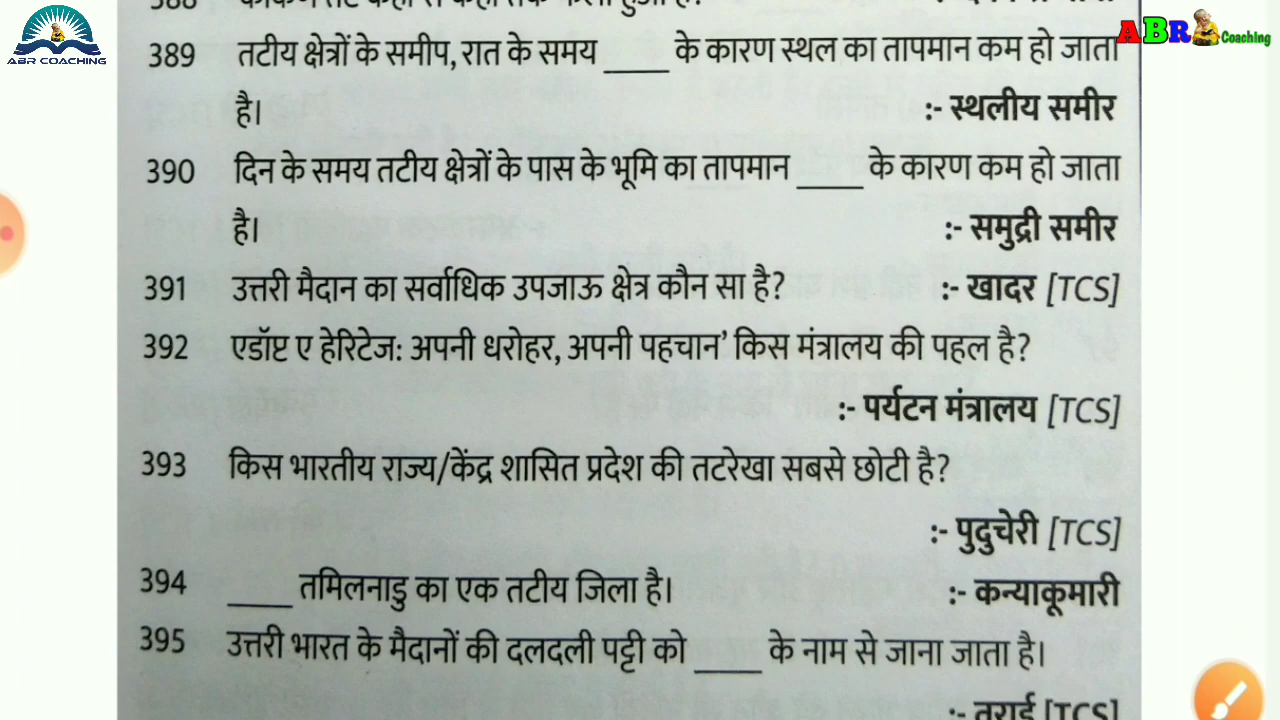 ABR COACHING
ABR Coaching
389 तटीय क्षेत्रों के समीप, रात के समय ____ के कारण स्थल का तापमान कम हो जाता
है। :- स्थलीय समीर
390 दिन के समय तटीय क्षेत्रों के पास के भूमि का तापमान ____ के कारण कम हो जाता
है। :- समुद्री समीर
391 उत्तरी मैदान का सर्वाधिक उपजाऊ क्षेत्र कौन सा है? :- खादर [TCS]
392 एडॉप्ट ए हेरिटेज: अपनी धरोहर, अपनी पहचान’ किस मंत्रालय की पहल है?
:- पर्यटन मंत्रालय [TCS]
393 किस भारतीय राज्य/केंद्र शासित प्रदेश की तटरेखा सबसे छोटी है?
:- पुदुचेरी [TCS]
394 ____ तमिलनाडु का एक तटीय जिला है। :- कन्याकूमारी
395 उत्तरी भारत के मैदानों की दलदली पट्टी को ____ के नाम से जाना जाता है।
:- तराई [TCS]